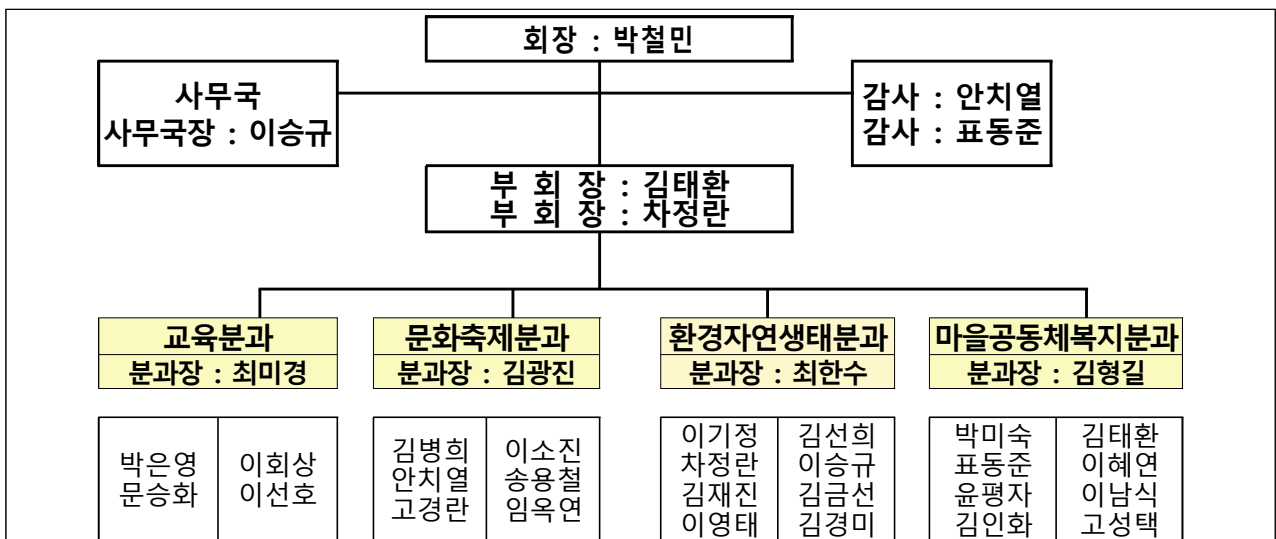 회장 : 박철민
사무국
사무국장 : 이승규
감사 : 안치열
감사 : 표동준
부 회 장 : 김태환
부 회 장 : 차정란
교육분과
분과장 : 최미경
문화축제분과
분과장 : 김광진
환경자연생태분과
분과장 : 최한수
마을공동체복지분과
분과장 : 김형길
박은영 이회상
문승화 이선호
김병희 이소진
안치열 송용철
고경란 임옥연
이기정 김선희
차정란 이승규
김재진 김금선
이영태 김경미
박미숙 김태환
표동준 이혜연
윤평자 이남식
김인화 고성택